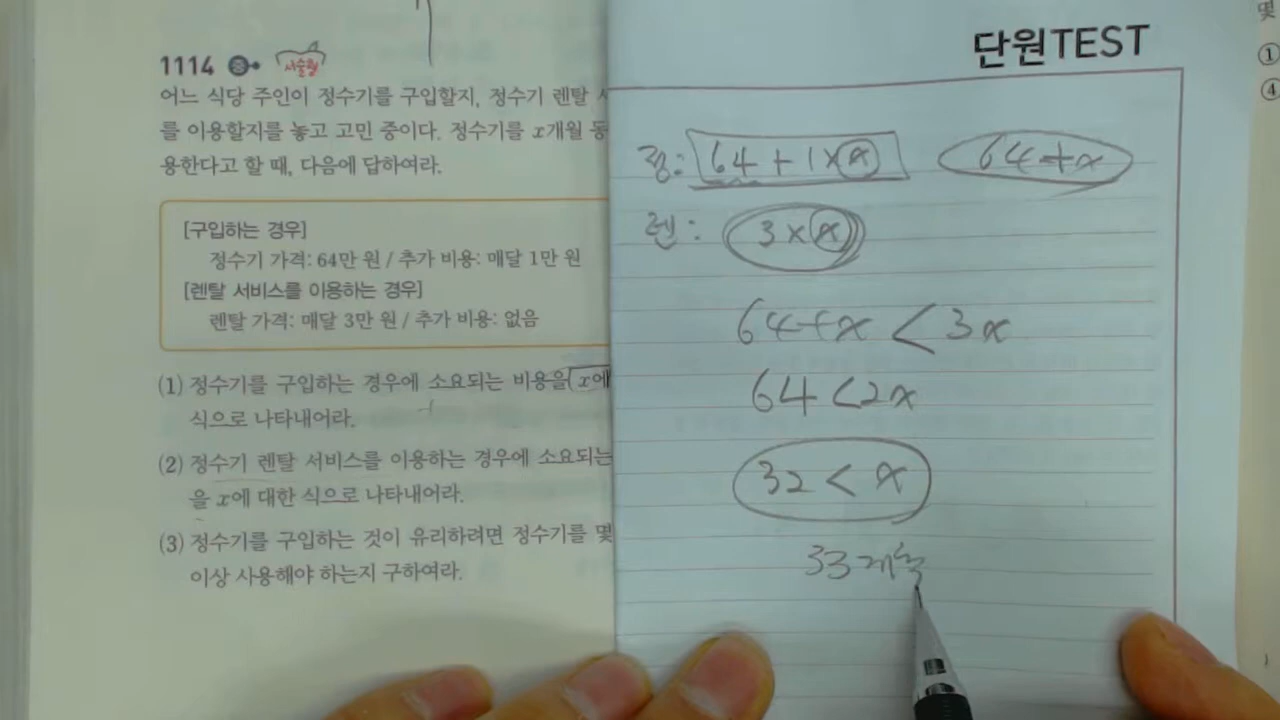 1114 중 서술형
어느 식당 주인이 정수기를 구입할지, 정수기 렌탈
를 이용할지를 놓고 고민 중이다. 정수기를 x개월 동
용한다고 할 때, 다음에 답하여라.
[구입하는 경우]
정수기 가격: 64만 원 / 추가 비용: 매달 1만 원
[렌탈 서비스를 이용하는 경우]
렌탈 가격: 매달 3만 원 / 추가 비용: 없음
(1) 정수기를 구입하는 경우에 소요되는 비용을 x에
식으로 나타내어라.
(2) 정수기 렌탈 서비스를 이용하는 경우에 소요되는
을 x에 대한 식으로 나타내어라.
(3) 정수기를 구입하는 것이 유리하려면 정수기를 몇
이상 사용해야 하는지 구하여라.
단원TEST
64 + 1×x 64+x
렌: 3×x
64+x < 3x
64 < 2x
32 < x
33개월
몇
①
④